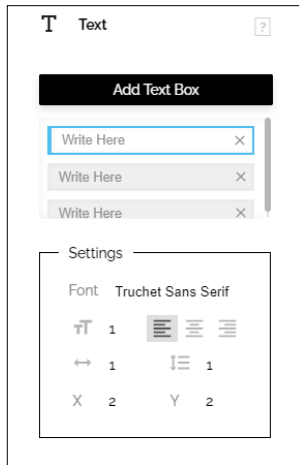 T Text ?
Add Text Box
Write Here
Write Here
Write Here
Settings
Font Truchet Sans Serif
TT 1
1 1
X 2 Y 2